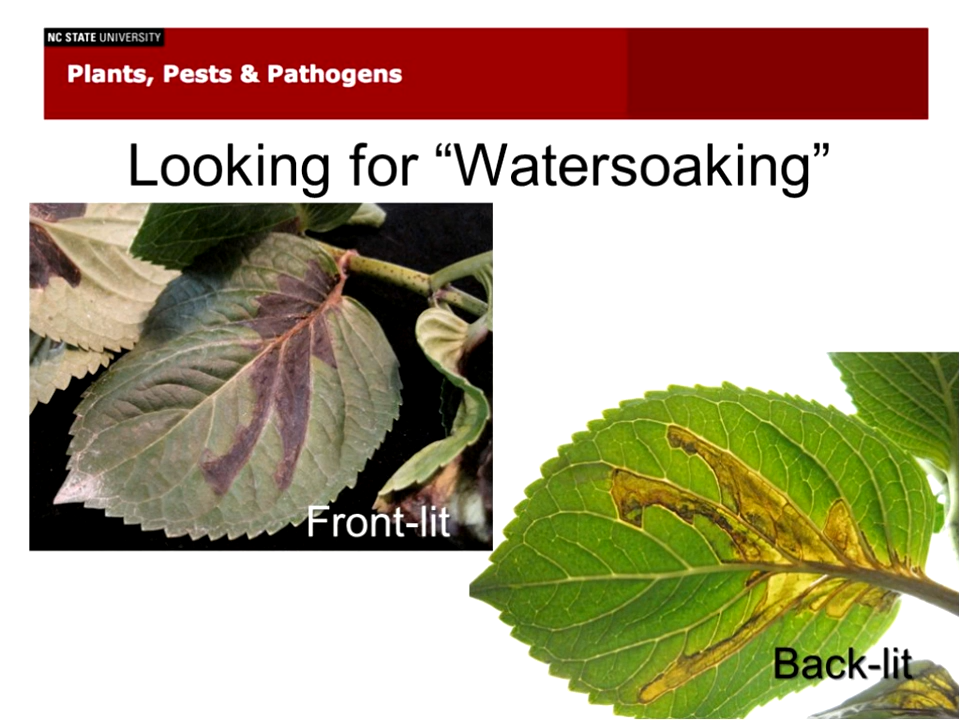 NC STATE UNIVERSITY
Plants, Pests & Pathogens
Looking for “Watersoaking”
Front-lit
Back-lit